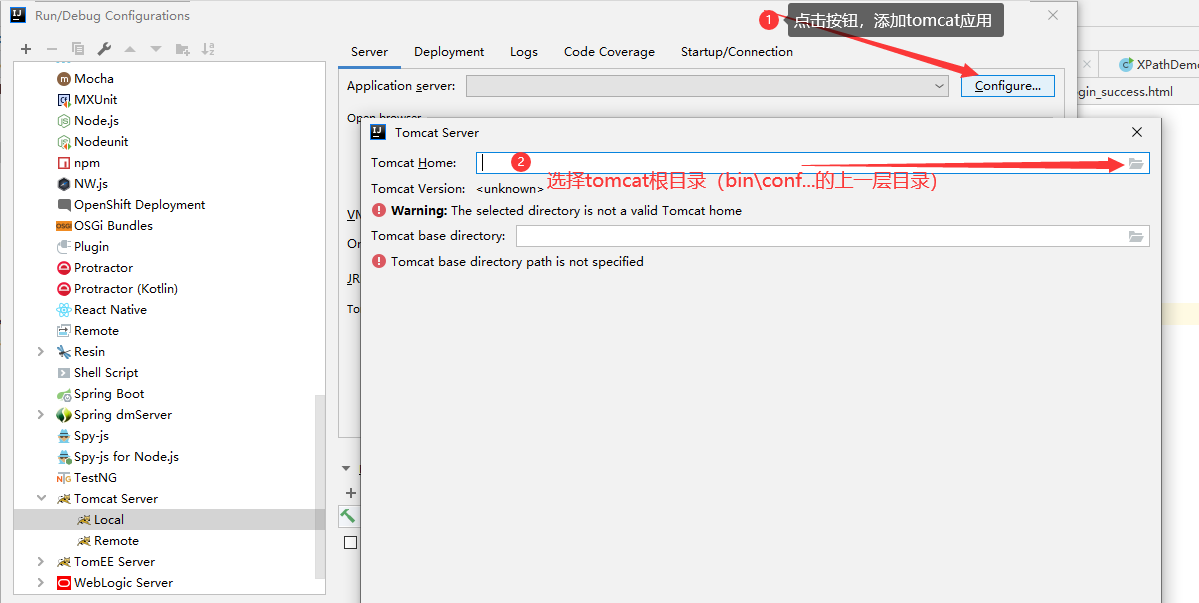 Run/Debug Configurations
1 点击按钮，添加tomcat应用
Mocha
MXUnit
Node.js
Nodeunit
npm
NW.js
OpenShift Deployment
OSGi Bundles
Plugin
Protractor
Protractor (Kotlin)
React Native
Remote
Resin
Shell Script
Spring Boot
Spring dmServer
Spy-js
Spy-js for Node.js
TestNG
Tomcat Server
Local
Remote
TomEE Server
WebLogic Server
Server Deployment Logs Code Coverage Startup/Connection
Application server: Configure...
Open browser
VM
On
JR
To
Tomcat Server
Tomcat Home: 2
选择tomcat根目录（bin\conf...的上一层目录）
Tomcat Version: <unknown>
Warning: The selected directory is not a valid Tomcat home
Tomcat base directory:
Tomcat base directory path is not specified
XPathDemo
gin_success.html